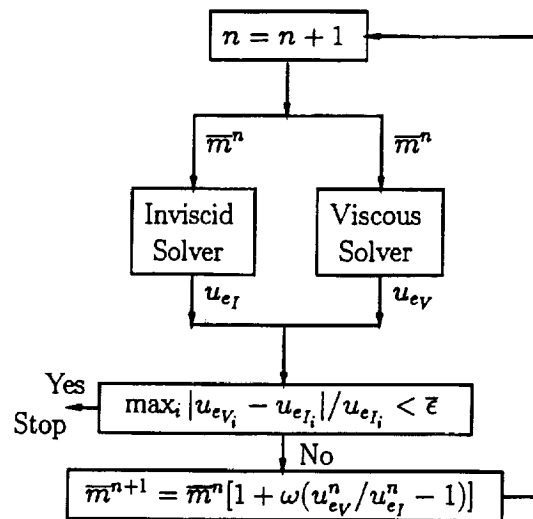 n = n + 1
m̅ⁿ m̅ⁿ
Inviscid Viscous
Solver Solver
u_{e_I} u_{e_V}
Yes
Stop
max_i |u_{e_{V_i}} − u_{e_{I_i}}|/u_{e_{I_i}} < ε̄
No
m̅ⁿ⁺¹ = m̅ⁿ[1 + ω(uⁿ_{e_V}/uⁿ_{e_I} − 1)]